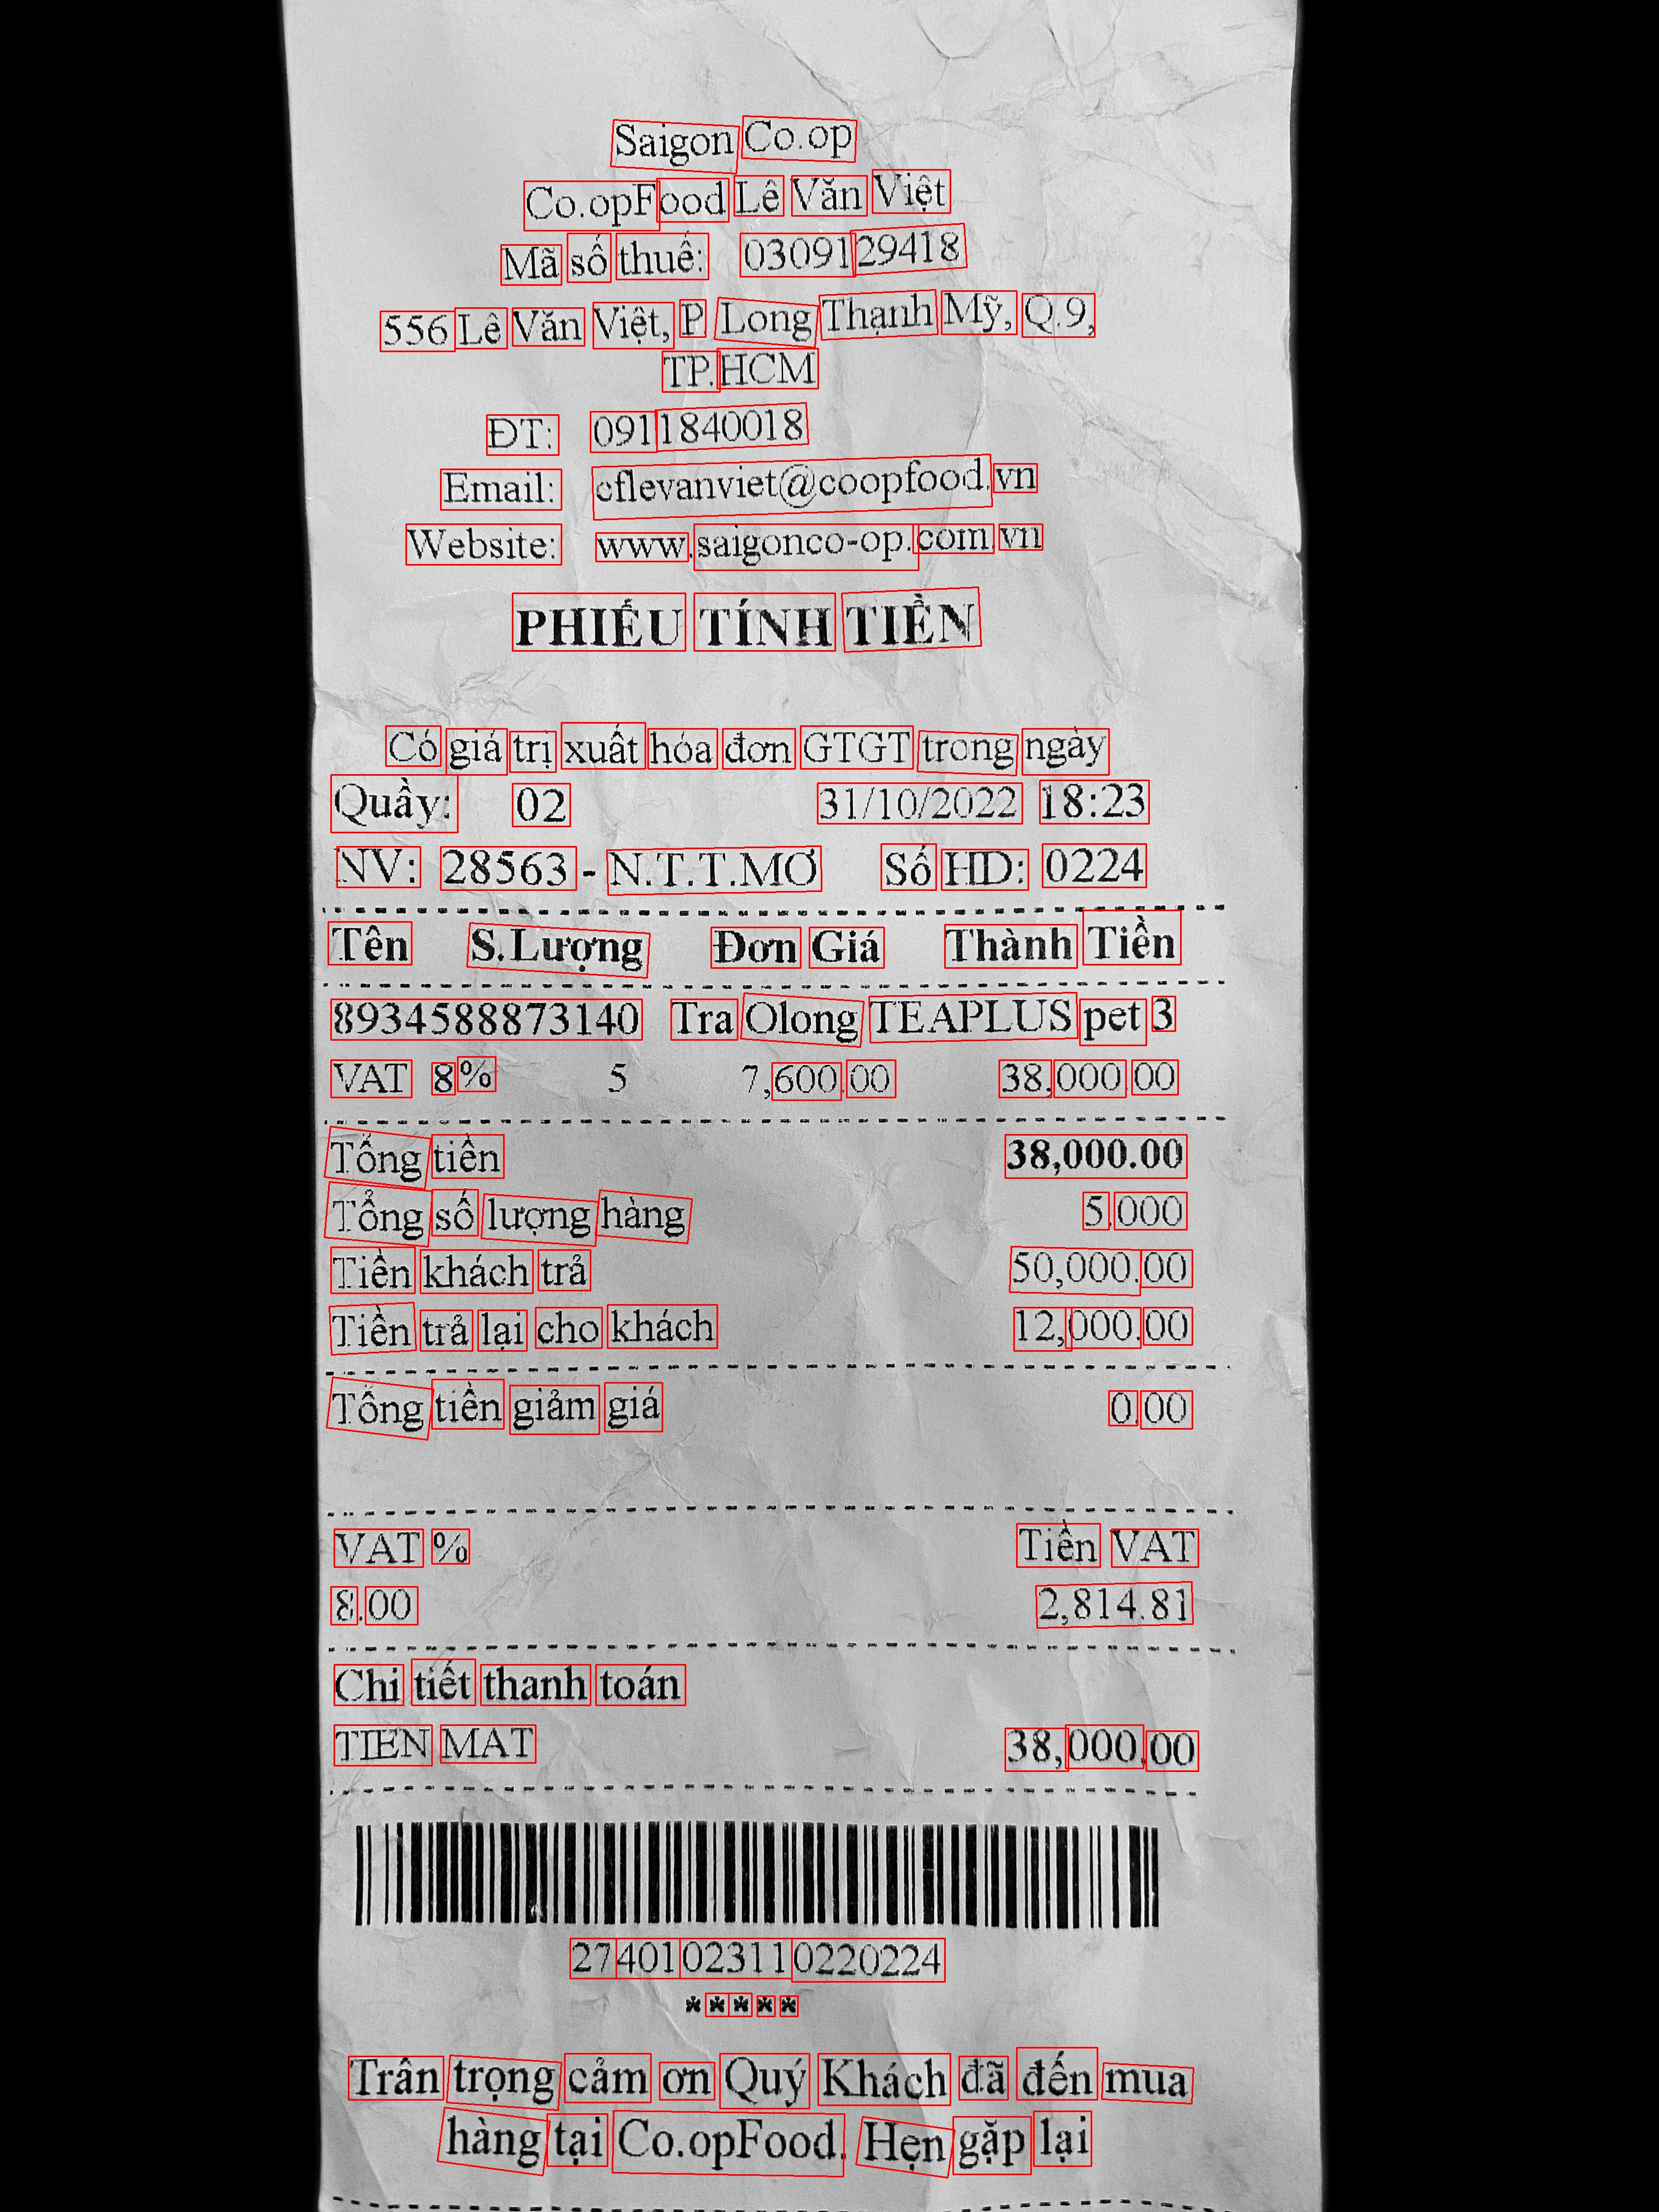 Saigon Co.op
Co.opFood Lê Văn Việt
Mã số thuế: 0309129418
556 Lê Văn Việt, P Long Thạnh Mỹ, Q.9,
TP.HCM
ĐT: 0911840018
Email: cflevanviet@coopfood.vn
Website: www.saigonco-op.com.vn
PHIẾU TÍNH TIỀN
Có giá trị xuất hóa đơn GTGT trong ngày
Quầy: 02 31/10/2022 18:23
NV: 28563 - N.T.T.MƠ Số HD: 0224
Tên S.Lượng Đơn Giá Thành Tiền
8934588873140 Tra Olong TEAPLUS pet 3
VAT 8% 5 7,600.00 38,000.00
Tổng tiền 38,000.00
Tổng số lượng hàng 5.000
Tiền khách trả 50,000.00
Tiền trả lại cho khách 12,000.00
Tổng tiền giảm giá 0.00
VAT % Tiền VAT
8.00 2,814.81
Chi tiết thanh toán
TIEN MAT 38,000.00
2740102311022022​4
*****
Trân trọng cảm ơn Quý Khách đã đến mua
hàng tại Co.opFood. Hẹn gặp lại